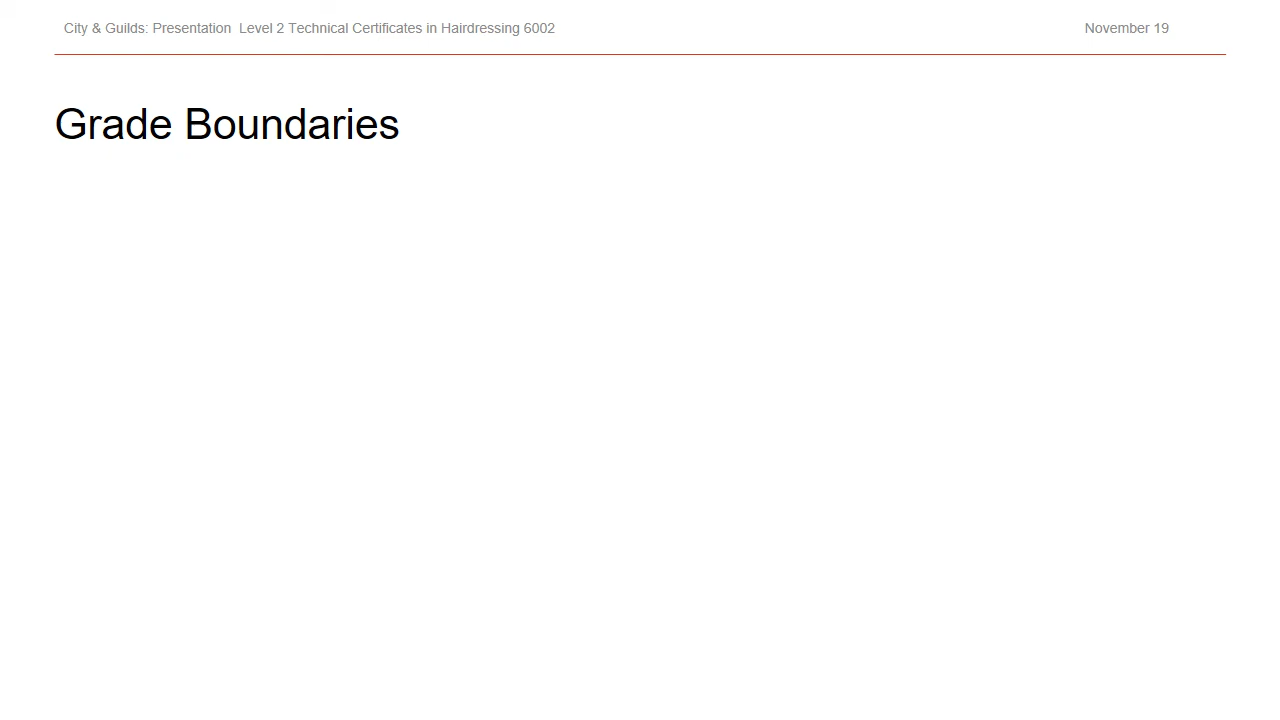 City & Guilds: Presentation  Level 2 Technical Certificates in Hairdressing 6002
November 19
Grade Boundaries